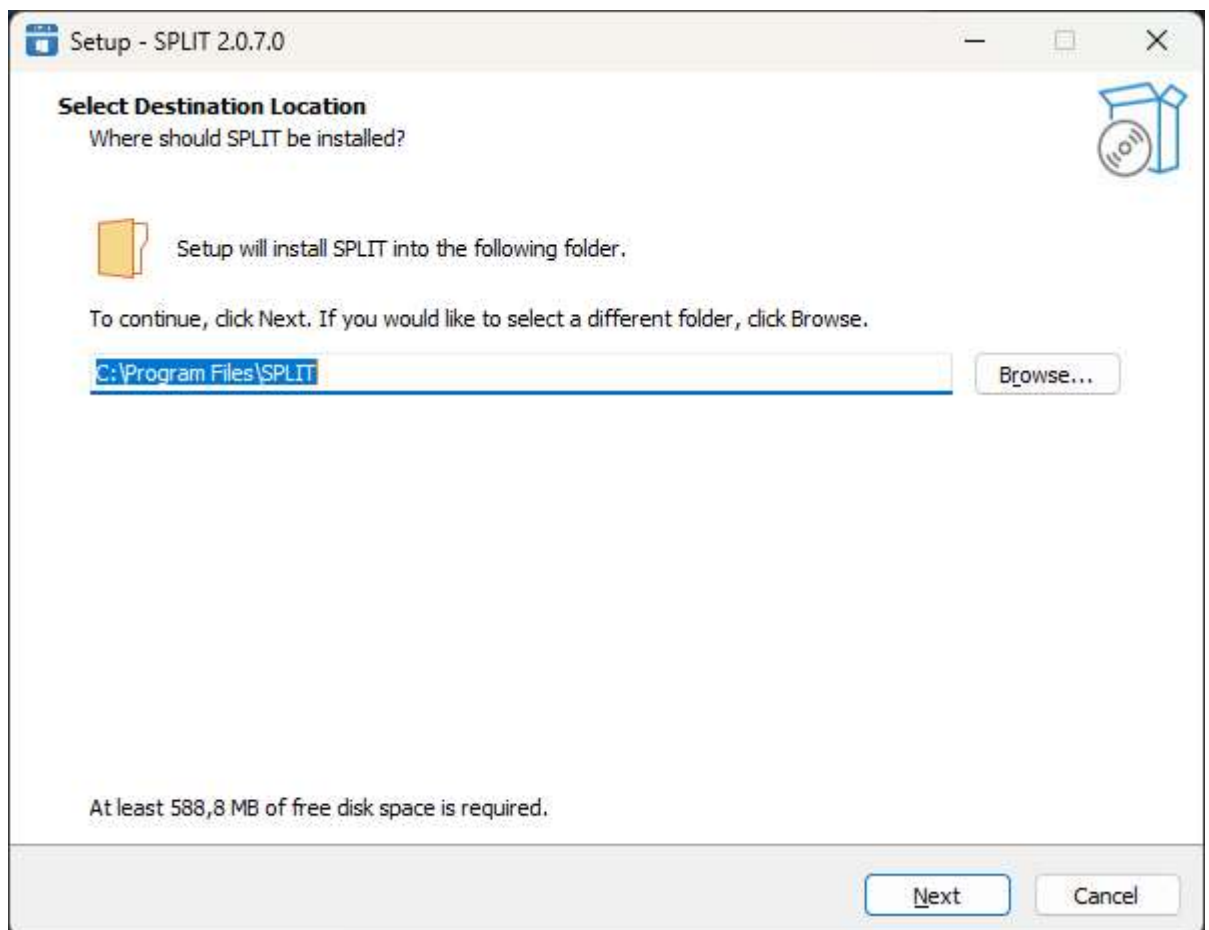 Setup - SPLIT 2.0.7.0
Select Destination Location
Where should SPLIT be installed?
Setup will install SPLIT into the following folder.
To continue, click Next. If you would like to select a different folder, click Browse.
C:\Program Files\SPLIT
Browse...
At least 588,8 MB of free disk space is required.
Next
Cancel